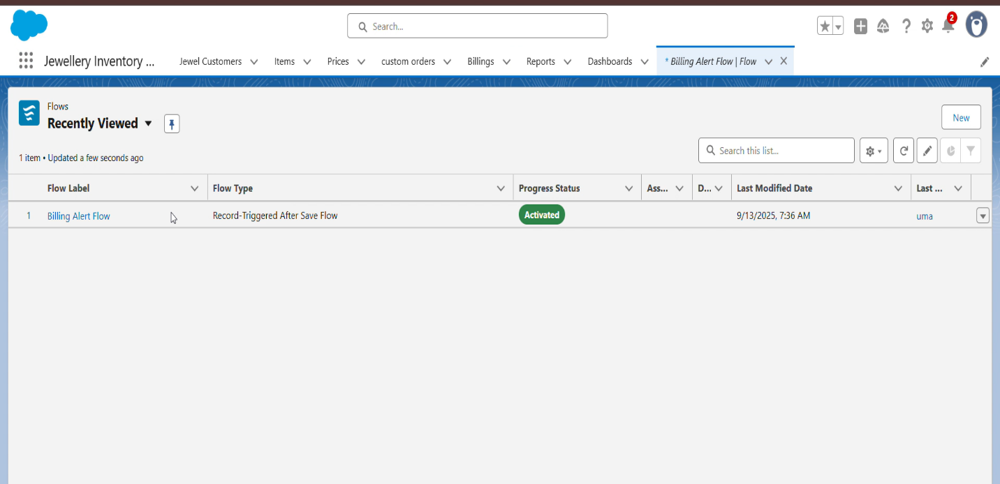 Search...
2
Jewellery Inventory ...
Jewel Customers
Items
Prices
custom orders
Billings
Reports
Dashboards
* Billing Alert Flow | Flow
Flows
Recently Viewed
New
1 item • Updated a few seconds ago
Search this list...
Flow Label
Flow Type
Progress Status
Ass...
D...
Last Modified Date
Last ...
1
Billing Alert Flow
Record-Triggered After Save Flow
Activated
9/13/2025, 7:36 AM
uma